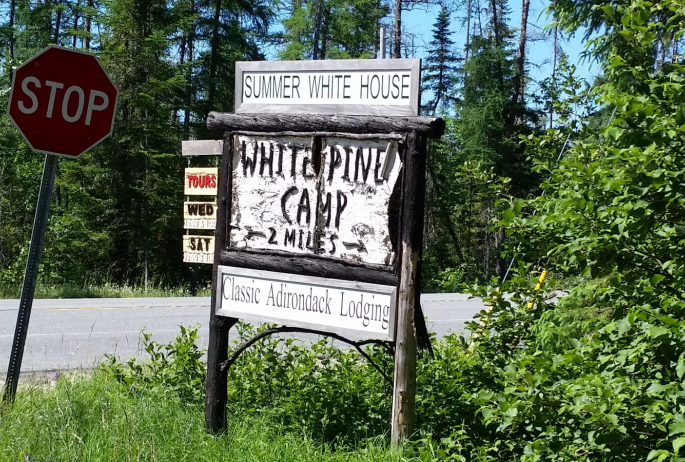 STOP
SUMMER WHITE HOUSE
WHITE PINE
CAMP
2 MILES
Classic Adirondack Lodging
TOURS
WED
SAT